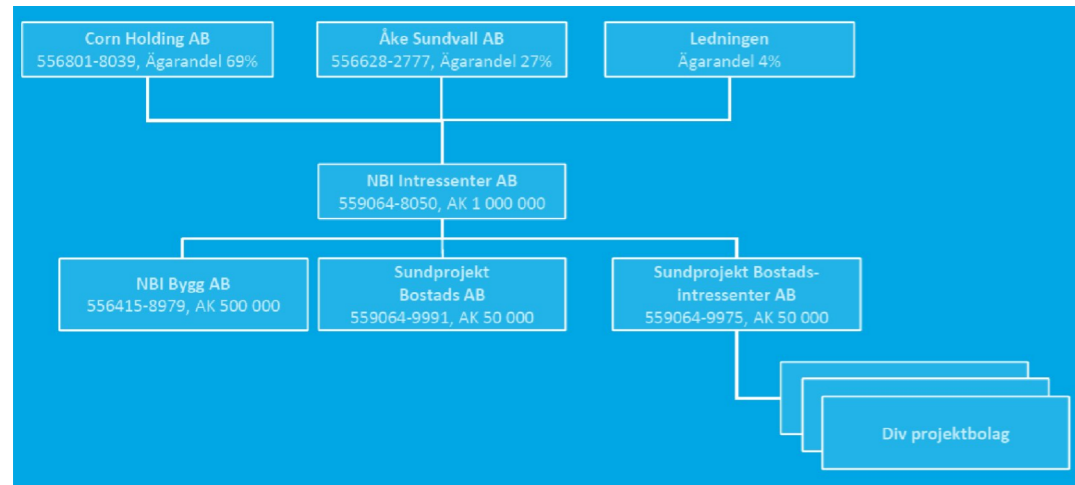 Corn Holding AB
556801-8039, Ägarandel 69%
Åke Sundvall AB
556628-2777, Ägarandel 27%
Ledningen
Ägarandel 4%
NBI Intressenter AB
559064-8050, AK 1 000 000
NBI Bygg AB
556415-8979, AK 500 000
Sundprojekt
Bostads AB
559064-9991, AK 50 000
Sundprojekt Bostads-
intressenter AB
559064-9975, AK 50 000
Div projektbolag